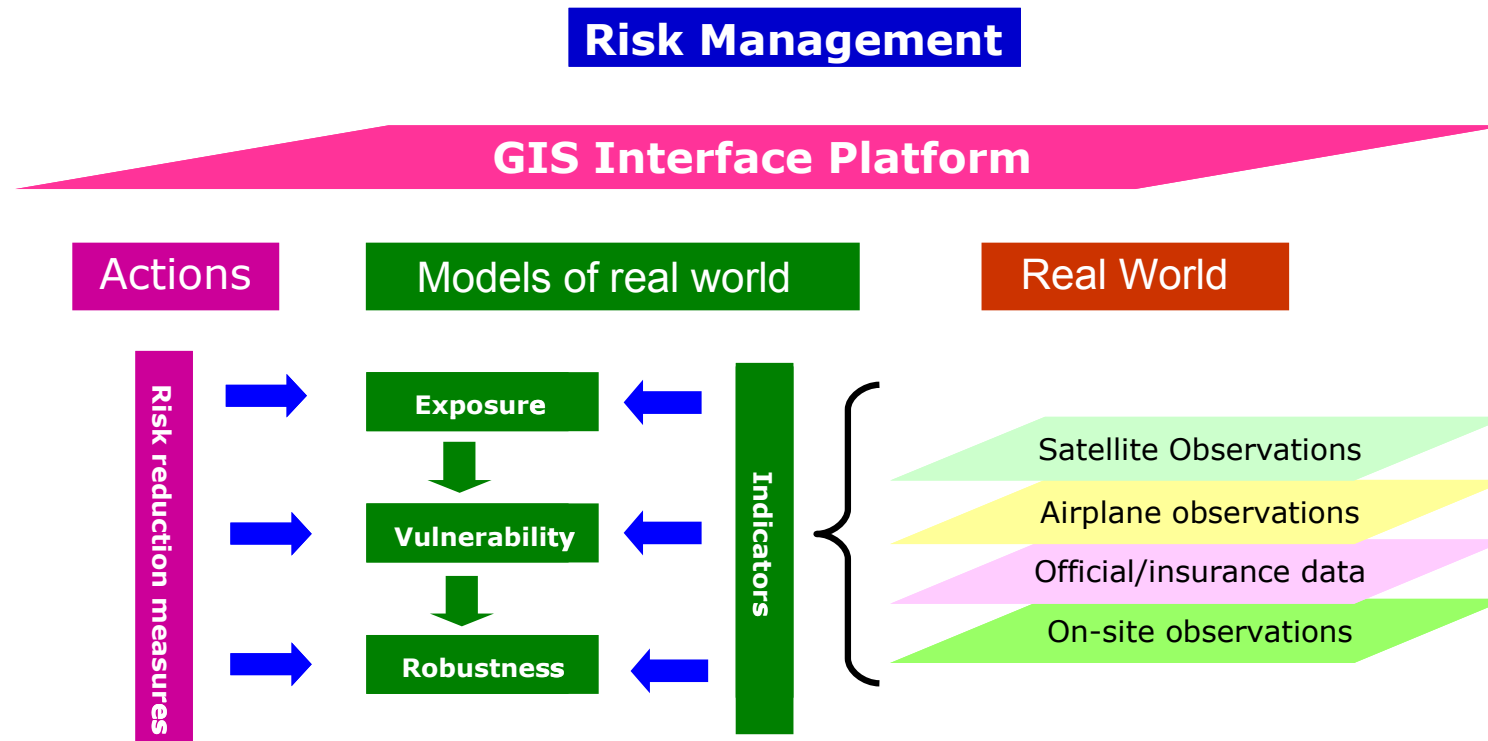 Risk Management
GIS Interface Platform
Actions
Models of real world
Real World
Risk reduction measures
Exposure
Vulnerability
Robustness
Indicators
Satellite Observations
Airplane observations
Official/insurance data
On-site observations